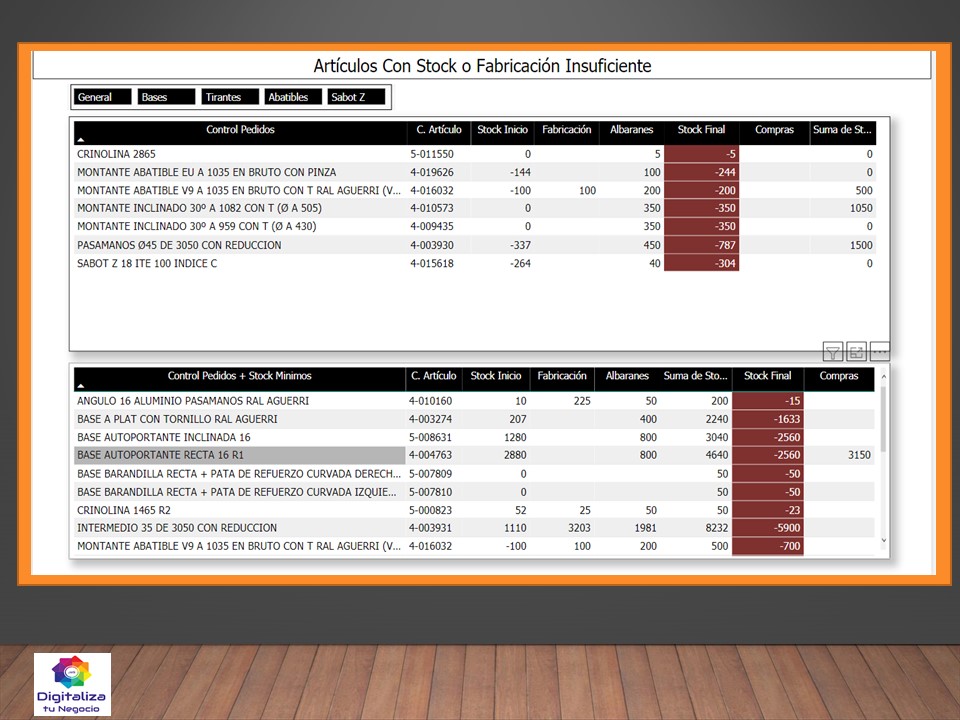 Artículos Con Stock o Fabricación Insuficiente
General Bases Tirantes Abatibles Sabot Z
Control Pedidos C. Artículo Stock Inicio Fabricación Albaranes Stock Final Compras Suma de St...
CRINOLINA 2865 5-011550 0 5 -5 0
MONTANTE ABATIBLE EU A 1035 EN BRUTO CON PINZA 4-019626 -144 100 -244 0
MONTANTE ABATIBLE V9 A 1035 EN BRUTO CON T RAL AGUERRI (V... 4-016032 -100 100 200 -200 500
MONTANTE INCLINADO 30º A 1082 CON T (Ø A 505) 4-010573 0 350 -350 1050
MONTANTE INCLINADO 30º A 959 CON T (Ø A 430) 4-009435 0 350 -350 0
PASAMANOS Ø45 DE 3050 CON REDUCCION 4-003930 -337 450 -787 1500
SABOT Z 18 ITE 100 INDICE C 4-015618 -264 40 -304 0
Control Pedidos + Stock Minimos C. Artículo Stock Inicio Fabricación Albaranes Suma de Sto... Stock Final Compras
ANGULO 16 ALUMINIO PASAMANOS RAL AGUERRI 4-010160 10 225 50 200 -15
BASE A PLAT CON TORNILLO RAL AGUERRI 4-003274 207 400 2240 -1633
BASE AUTOPORTANTE INCLINADA 16 5-008631 1280 800 3040 -2560
BASE AUTOPORTANTE RECTA 16 R1 4-004763 2880 800 4640 -2560 3150
BASE BARANDILLA RECTA + PATA DE REFUERZO CURVADA DERECH... 5-007809 0 50 -50
BASE BARANDILLA RECTA + PATA DE REFUERZO CURVADA IZQUIE... 5-007810 0 50 -50
CRINOLINA 1465 R2 5-000823 52 25 50 50 -23
INTERMEDIO 35 DE 3050 CON REDUCCION 4-003931 1110 3203 1981 8232 -5900
MONTANTE ABATIBLE V9 A 1035 EN BRUTO CON T RAL AGUERRI (V... 4-016032 -100 100 200 500 -700
Digitaliza
tu Negocio